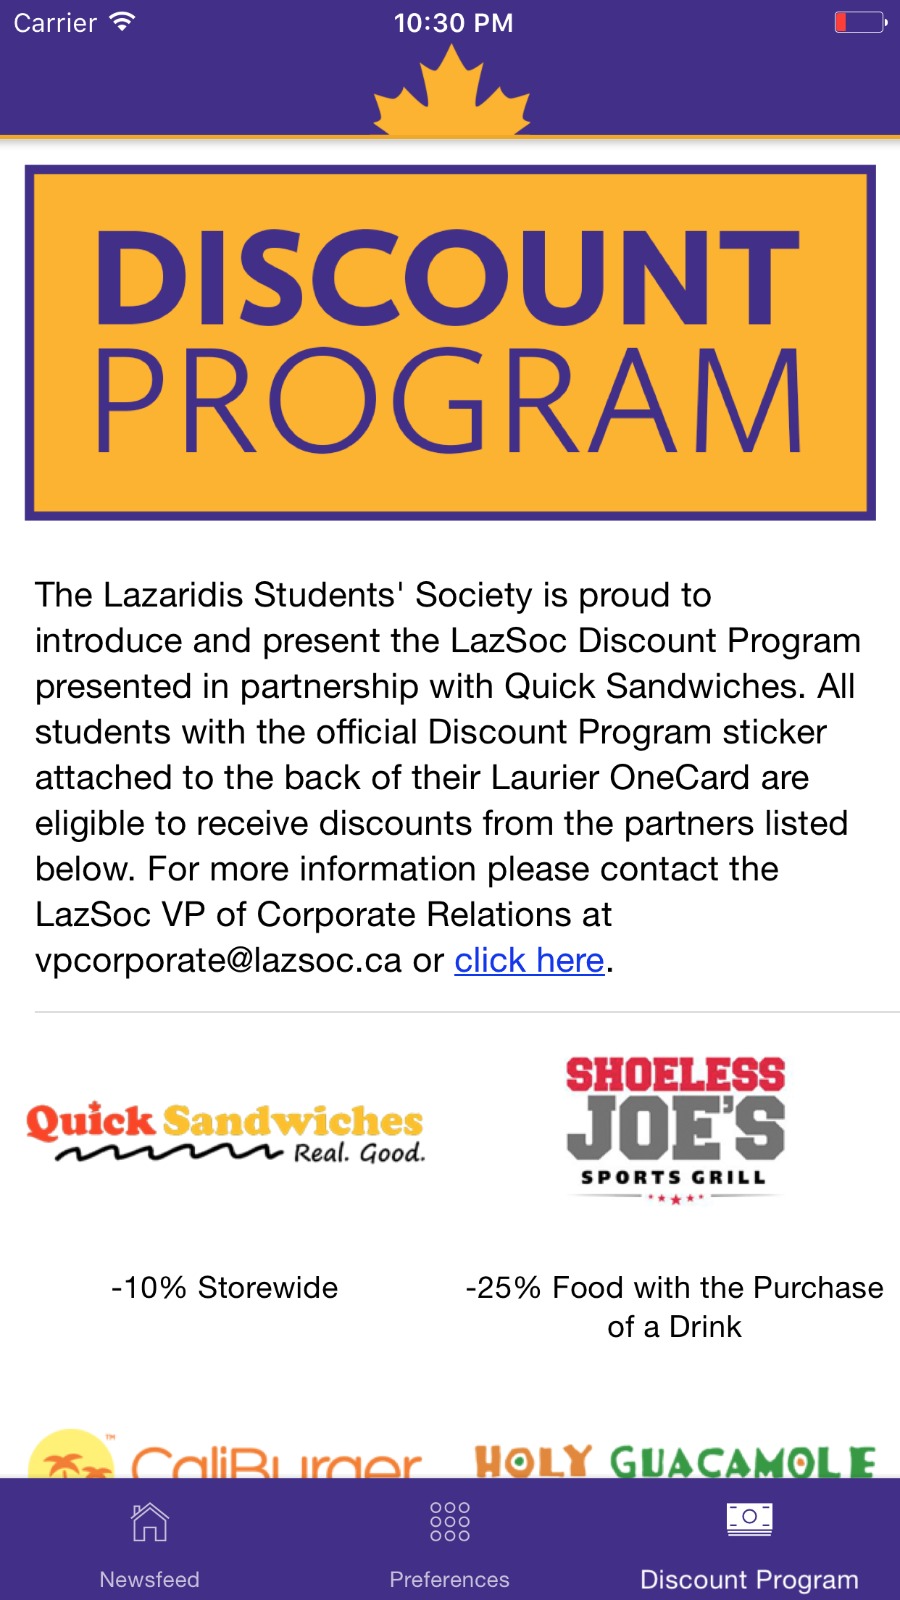 Carrier 10:30 PM
DISCOUNT
PROGRAM
The Lazaridis Students' Society is proud to
introduce and present the LazSoc Discount Program
presented in partnership with Quick Sandwiches. All
students with the official Discount Program sticker
attached to the back of their Laurier OneCard are
eligible to receive discounts from the partners listed
below. For more information please contact the
LazSoc VP of Corporate Relations at
vpcorporate@lazsoc.ca or click here.
Quick Sandwiches
Real. Good.
SHOELESS
JOE'S
SPORTS GRILL
-10% Storewide
-25% Food with the Purchase
of a Drink
CaliBurger™
HOLY GUACAMOLE
Newsfeed
Preferences
Discount Program